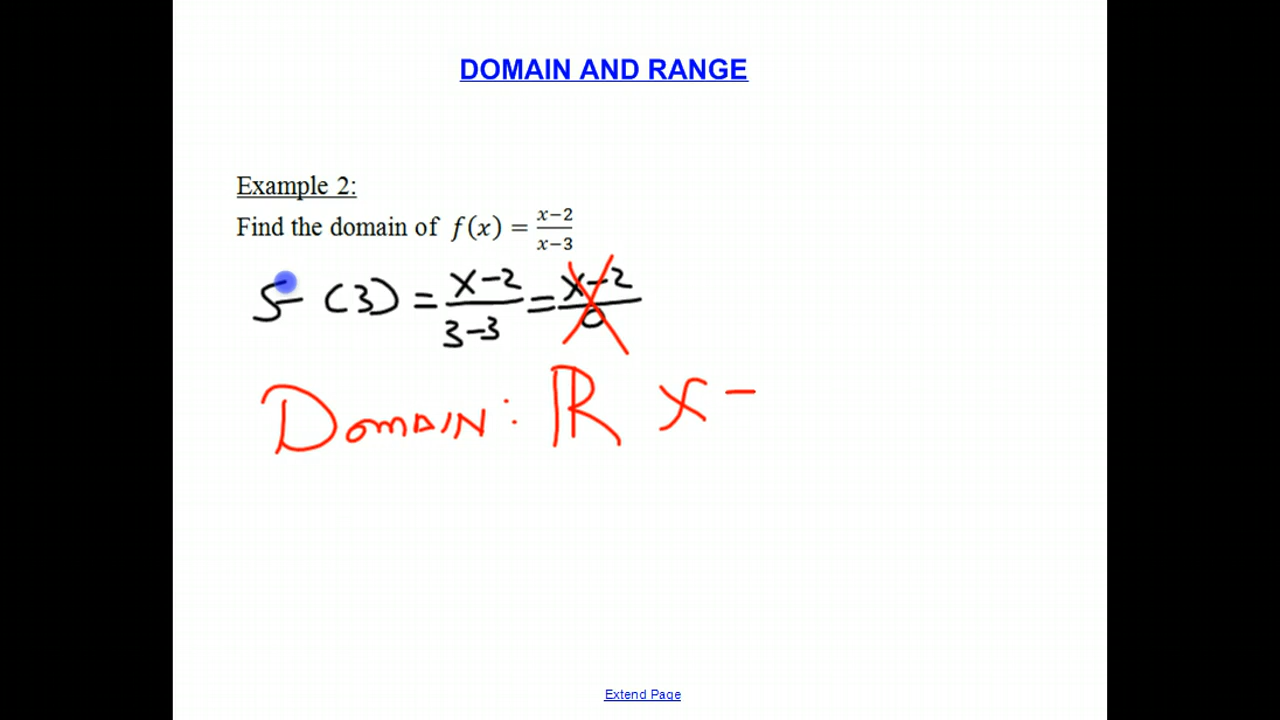 DOMAIN AND RANGE
Example 2:
Find the domain of f(x) = x−2/x−3
f (3) = x−2/3−3 = x−2/0
Domain: ℝ x −
Extend Page